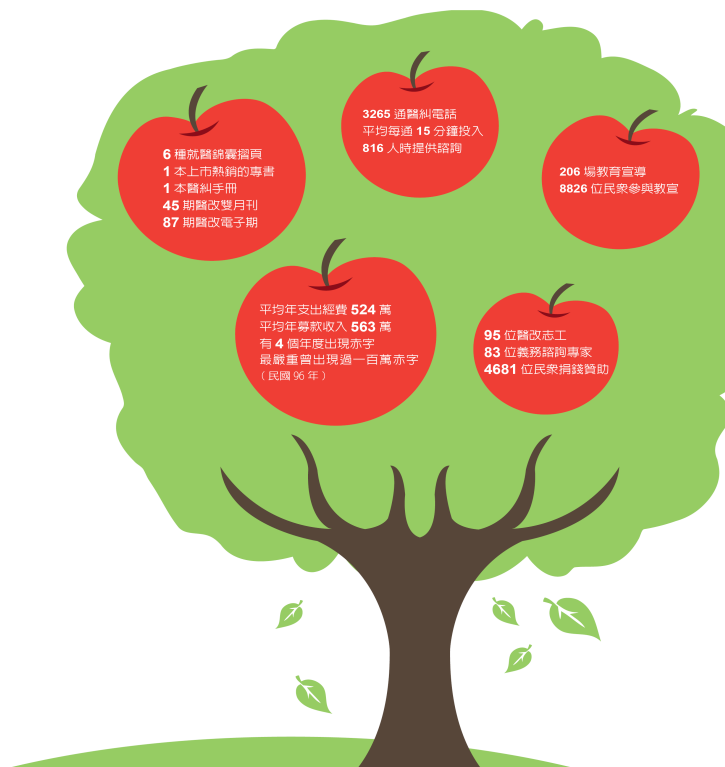 6 種就醫錦囊摺頁
1 本上市熱銷的專書
1 本醫糾手冊
45 期醫改雙月刊
87 期醫改電子期
3265 通醫糾電話
平均每通 15 分鐘投入
816 人時提供諮詢
206 場教育宣導
8826 位民衆參與教宣
平均年支出經費 524 萬
平均年募款收入 563 萬
有 4 個年度出現赤字
最嚴重曾出現過一百萬赤字
（民國 96 年）
95 位醫改志工
83 位義務諮詢專家
4681 位民衆捐錢贊助